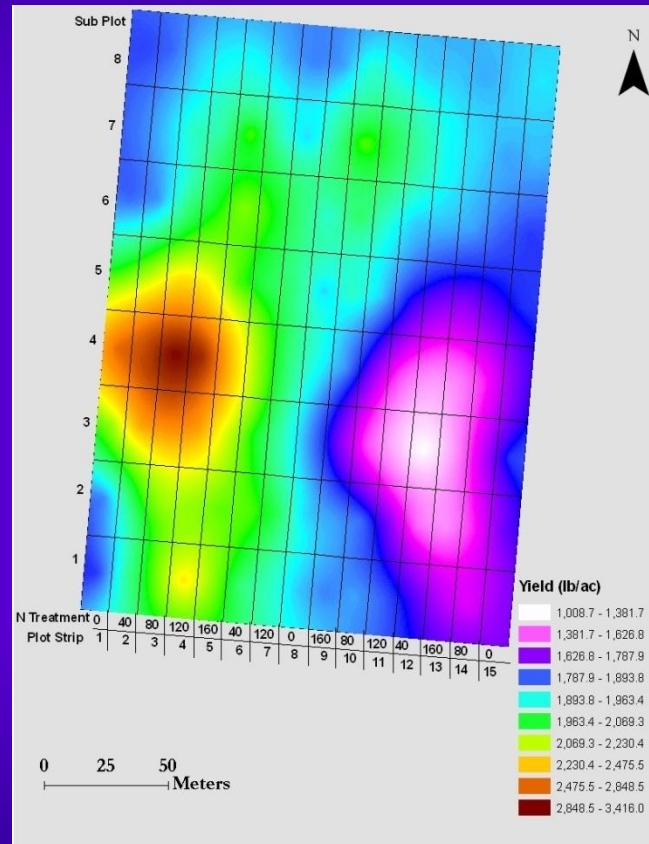 Sub Plot
N
8
7
6
5
4
3
2
1
N Treatment 0 40 80 120 160 40 120 0 160 80 120 40 160 80 0
Plot Strip 1 2 3 4 5 6 7 8 9 10 11 12 13 14 15
Yield (lb/ac)
1,008.7 - 1,381.7
1,381.7 - 1,626.8
1,626.8 - 1,787.9
1,787.9 - 1,893.8
1,893.8 - 1,963.4
1,963.4 - 2,069.3
2,069.3 - 2,230.4
2,230.4 - 2,475.5
2,475.5 - 2,848.5
2,848.5 - 3,416.0
0 25 50
Meters